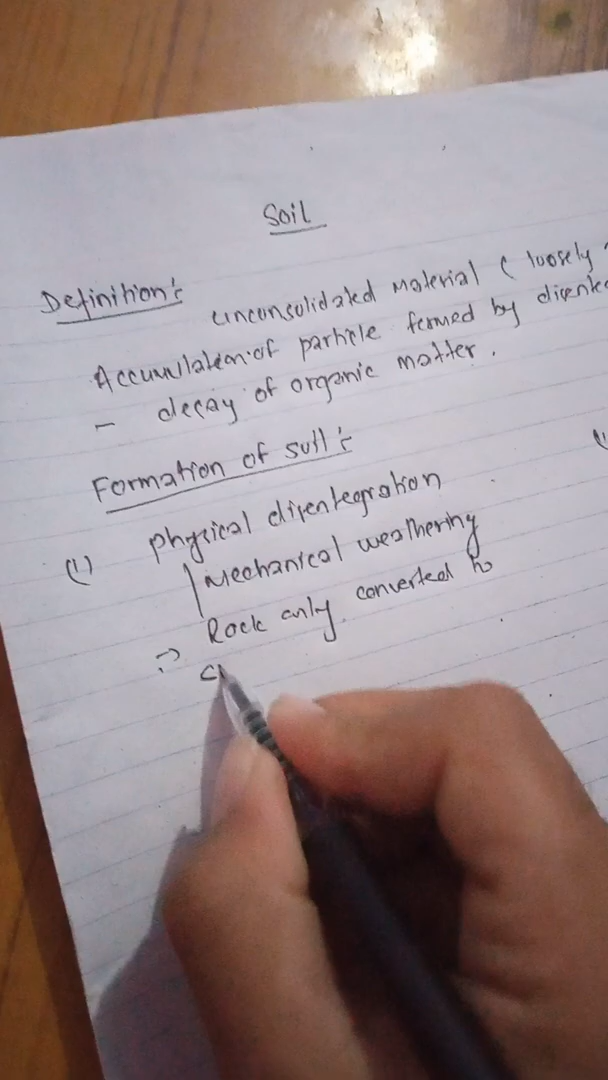 Soil
Definition :
unconsolidated Material ( loosely
Accumulation of particle formed by
- decay of organic matter.
Formation of soil :
(1) physical disentegration
Mechanical weathering
=> Rock only converted to